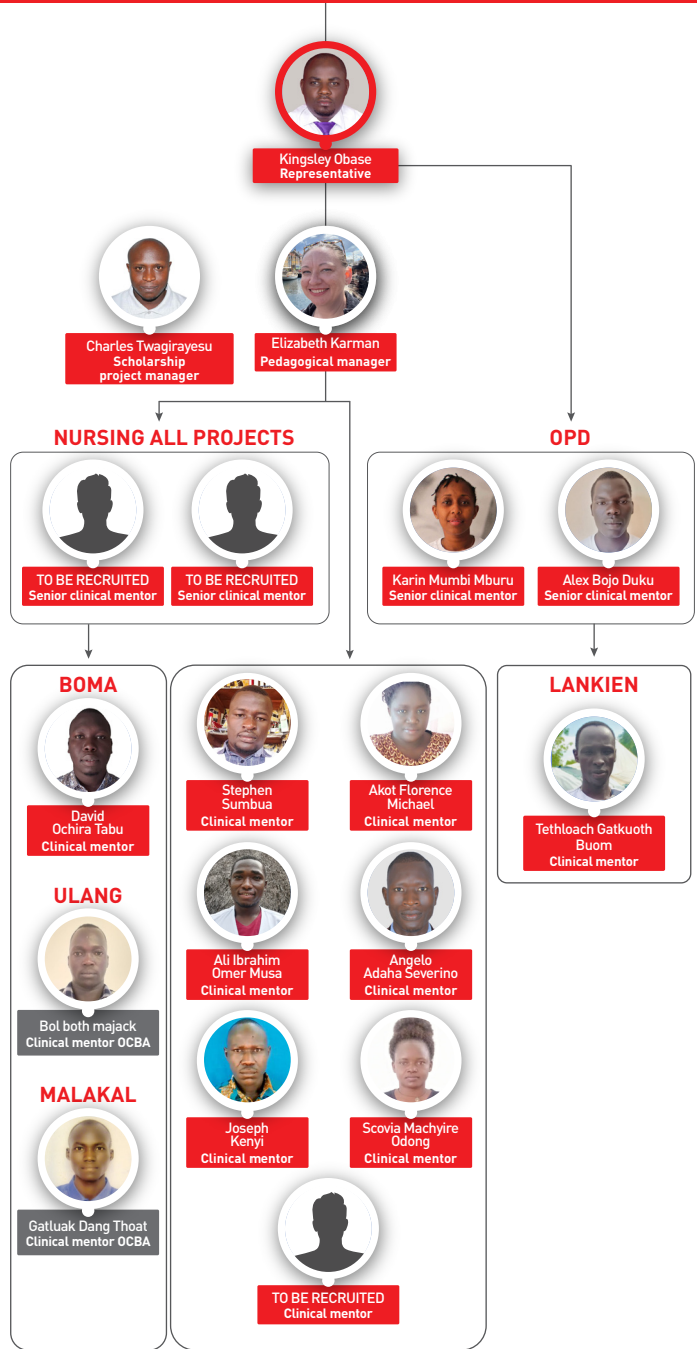 Kingsley Obase
Representative
Charles Twagirayesu
Scholarship
project manager
Elizabeth Karman
Pedagogical manager
NURSING ALL PROJECTS
TO BE RECRUITED
Senior clinical mentor
TO BE RECRUITED
Senior clinical mentor
OPD
Karin Mumbi Mburu
Senior clinical mentor
Alex Bojo Duku
Senior clinical mentor
BOMA
David
Ochira Tabu
Clinical mentor
ULANG
Bol both majack
Clinical mentor OCBA
MALAKAL
Gatluak Dang Thoat
Clinical mentor OCBA
Stephen
Sumbua
Clinical mentor
Akot Florence
Michael
Clinical mentor
Ali Ibrahim
Omer Musa
Clinical mentor
Angelo
Adaha Severino
Clinical mentor
Joseph
Kenyi
Clinical mentor
Scovia Machyire
Odong
Clinical mentor
TO BE RECRUITED
Clinical mentor
LANKIEN
Tethloach Gatkuoth
Buom
Clinical mentor